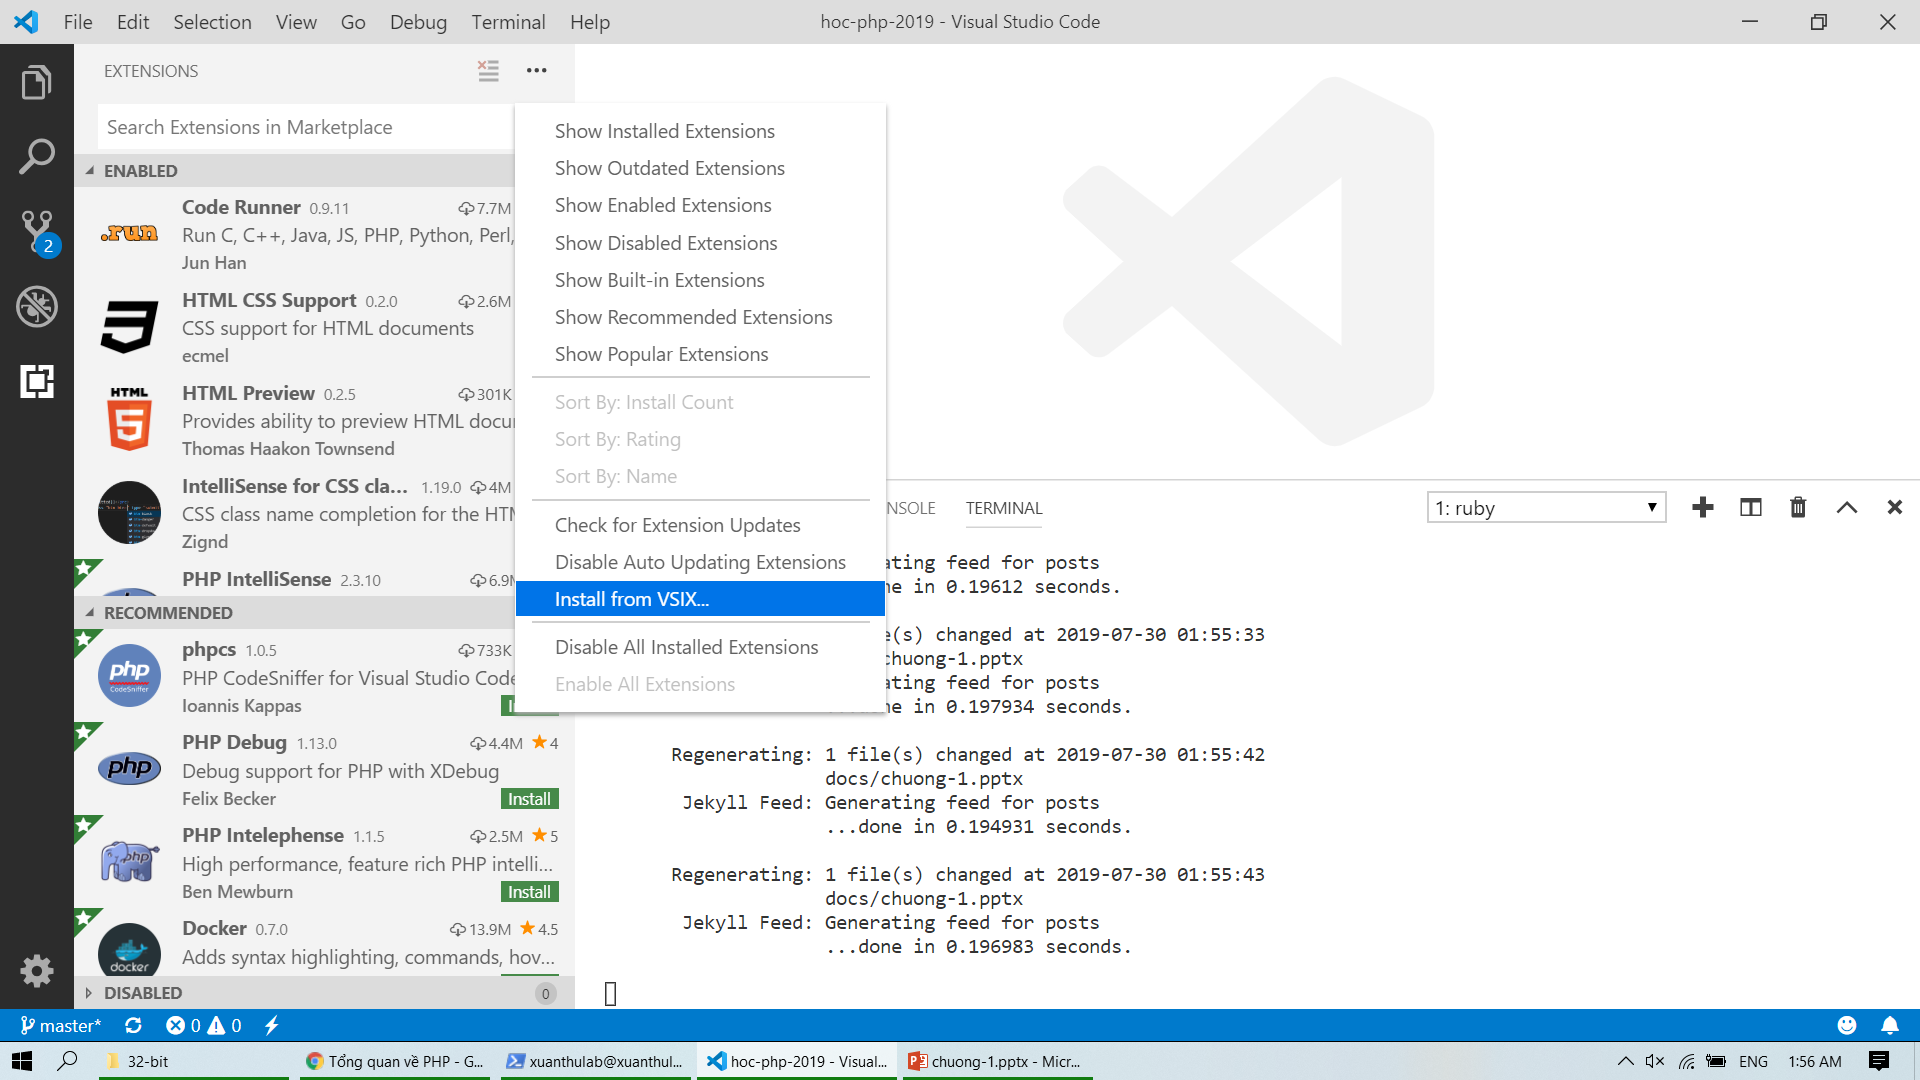 File Edit Selection View Go Debug Terminal Help
hoc-php-2019 - Visual Studio Code
EXTENSIONS
Search Extensions in Marketplace
ENABLED
.run
Code Runner 0.9.11 7.7M
Run C, C++, Java, JS, PHP, Python, Perl,
Jun Han
HTML CSS Support 0.2.0 2.6M
CSS support for HTML documents
ecmel
HTML
5
HTML Preview 0.2.5 301K
Provides ability to preview HTML docu
Thomas Haakon Townsend
IntelliSense for CSS cla... 1.19.0 4M
CSS class name completion for the HTM
Zignd
PHP IntelliSense 2.3.10 6.9M
RECOMMENDED
php
CodeSniffer
phpcs 1.0.5 733K
PHP CodeSniffer for Visual Studio Code
Ioannis Kappas
php
PHP Debug 1.13.0 4.4M 4
Debug support for PHP with XDebug
Felix Becker Install
php
PHP Intelephense 1.1.5 2.5M 5
High performance, feature rich PHP intelli...
Ben Mewburn Install
docker
Docker 0.7.0 13.9M 4.5
Adds syntax highlighting, commands, hov...
DISABLED 0
2
Show Installed Extensions
Show Outdated Extensions
Show Enabled Extensions
Show Disabled Extensions
Show Built-in Extensions
Show Recommended Extensions
Show Popular Extensions
Sort By: Install Count
Sort By: Rating
Sort By: Name
Check for Extension Updates
Disable Auto Updating Extensions
Install from VSIX...
Disable All Installed Extensions
Enable All Extensions
NSOLE TERMINAL 1: ruby
ating feed for posts
ne in 0.19612 seconds.
e(s) changed at 2019-07-30 01:55:33
chuong-1.pptx
ating feed for posts
ne in 0.197934 seconds.
Regenerating: 1 file(s) changed at 2019-07-30 01:55:42
docs/chuong-1.pptx
Jekyll Feed: Generating feed for posts
...done in 0.194931 seconds.
Regenerating: 1 file(s) changed at 2019-07-30 01:55:43
docs/chuong-1.pptx
Jekyll Feed: Generating feed for posts
...done in 0.196983 seconds.
master* 0 0
32-bit
Tổng quan về PHP - G...
xuanthulab@xuanthul...
hoc-php-2019 - Visual...
chuong-1.pptx - Micr...
ENG 1:56 AM